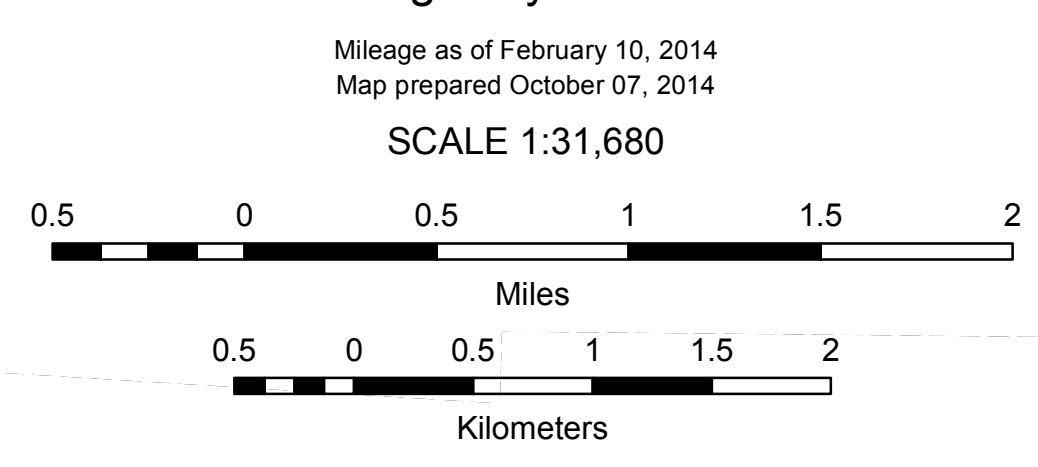 Mileage as of February 10, 2014
Map prepared October 07, 2014
SCALE 1:31,680
0.5 0 0.5 1 1.5 2
Miles
0.5 0 0.5 1 1.5 2
Kilometers